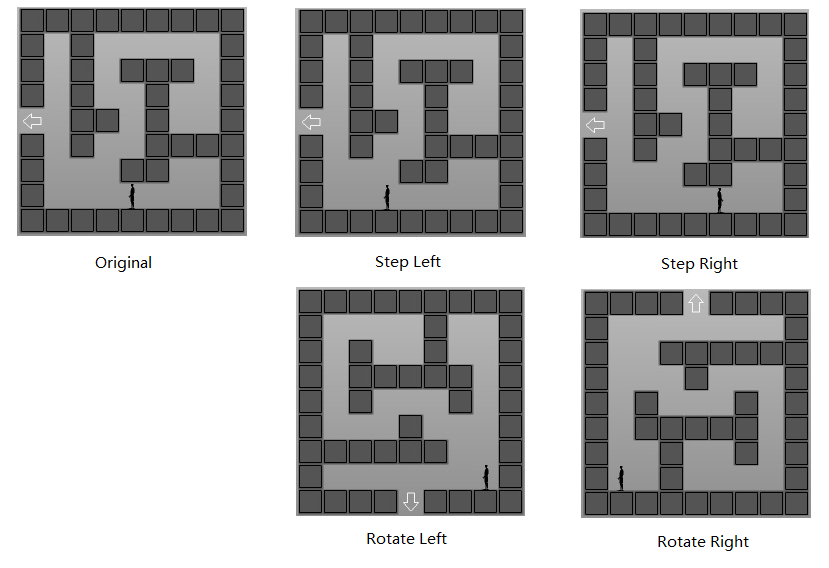 Original
Step Left
Step Right
Rotate Left
Rotate Right